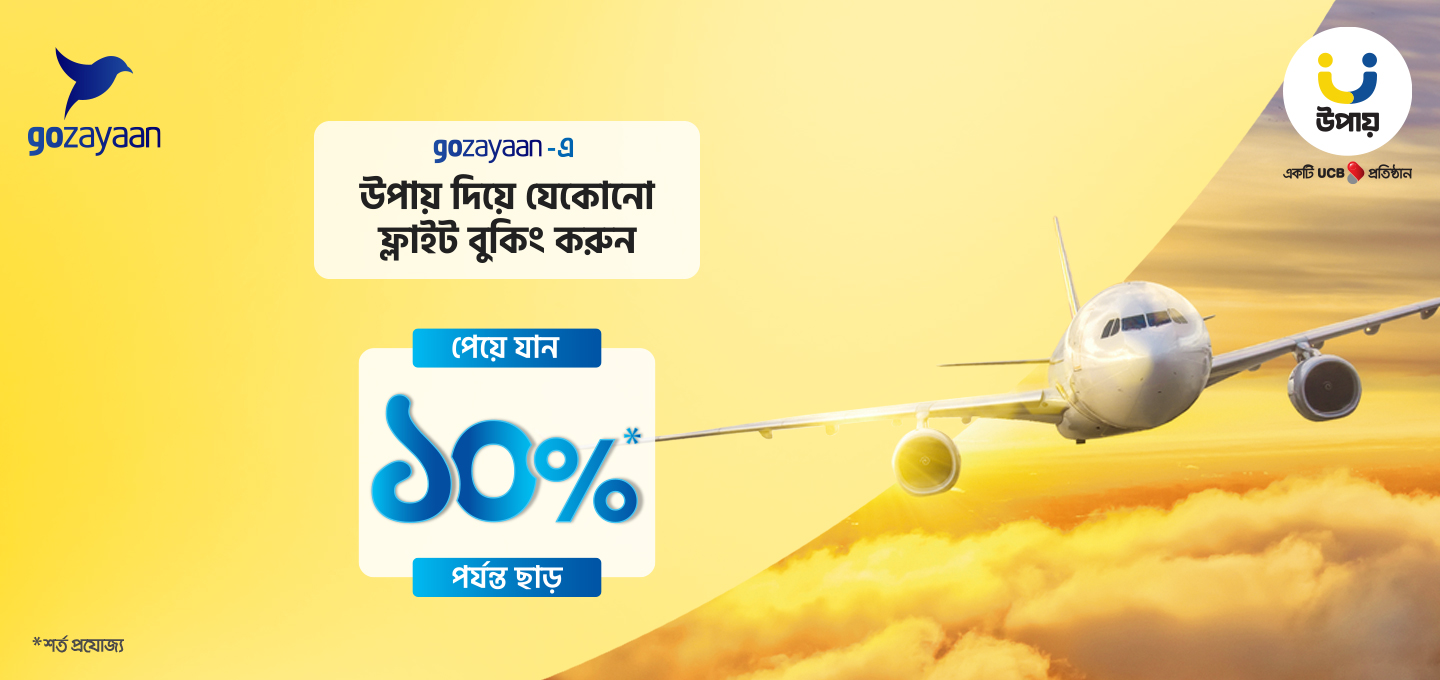 gozayaan
উপায়
একটি UCB প্রতিষ্ঠান
gozayaan -এ
উপায় দিয়ে যেকোনো
ফ্লাইট বুকিং করুন
পেয়ে যান
১০%*
পর্যন্ত ছাড়
*শর্ত প্রযোজ্য